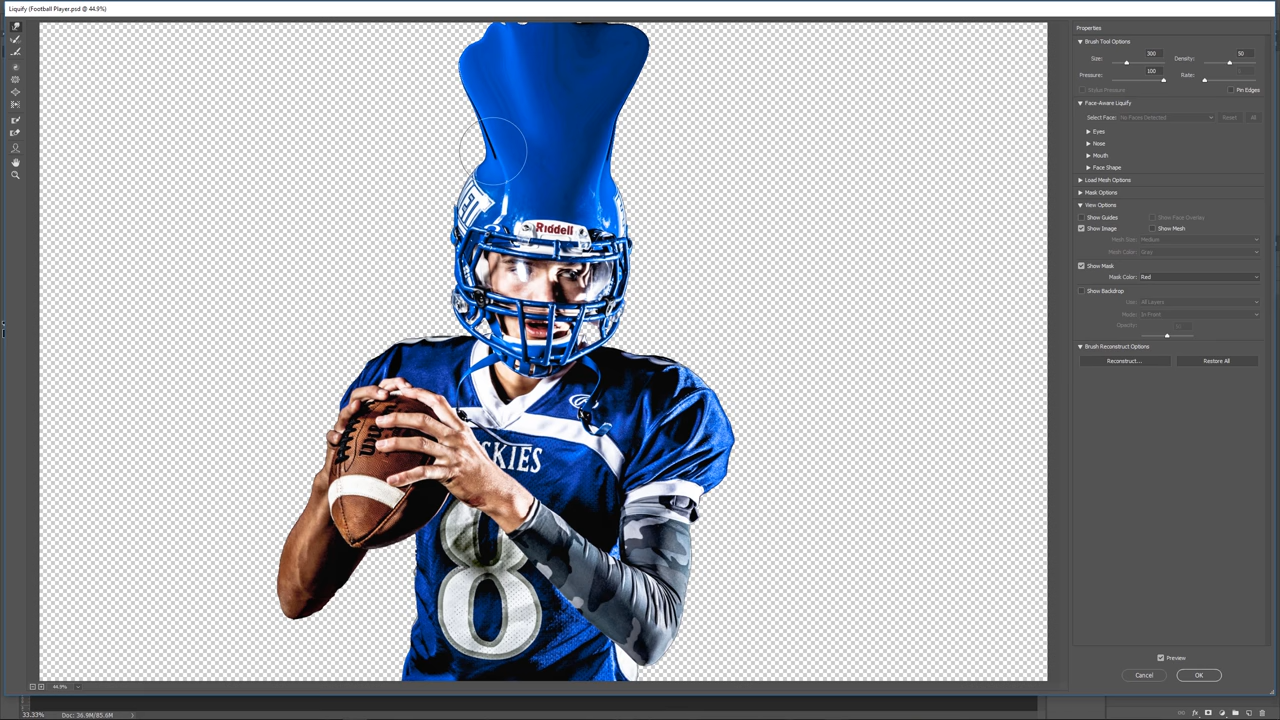 Liquify (Football Player.psd @ 44.9%)
Properties
Brush Tool Options
Size: 300 Density: 50
Pressure: 100 Rate:
Stylus Pressure Pin Edges
Face-Aware Liquify
Select Face: No Faces Detected Reset All
Eyes
Nose
Mouth
Face Shape
Load Mesh Options
Mask Options
View Options
Show Guides Show Face Overlay
Show Image Show Mesh
Mesh Size: Medium
Mesh Color: Gray
Show Mask
Mask Color: Red
Show Backdrop
Use: All Layers
Mode: In Front
Opacity:
Brush Reconstruct Options
Reconstruct... Restore All
Riddell
SKIES
8
Preview
Cancel OK
44.9%
33.33% Doc: 36.9M/85.6M
fx